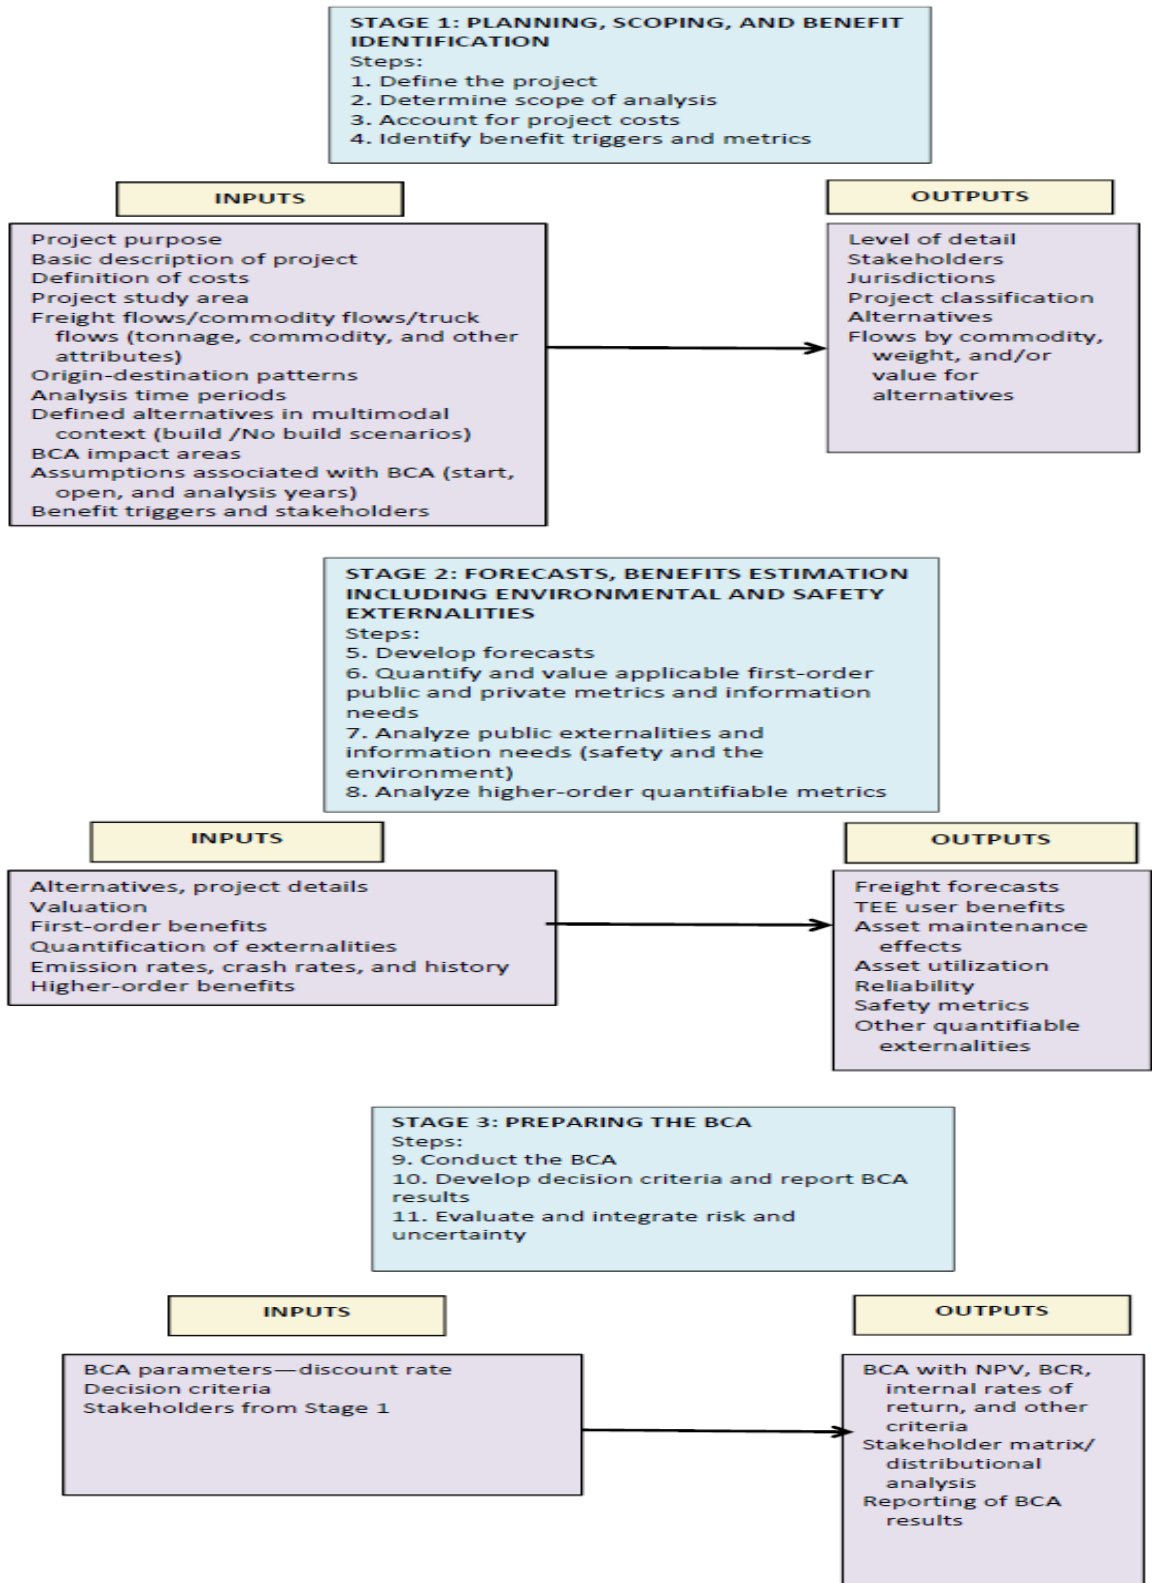 STAGE 1: PLANNING, SCOPING, AND BENEFIT
IDENTIFICATION
Steps:
1. Define the project
2. Determine scope of analysis
3. Account for project costs
4. Identify benefit triggers and metrics
INPUTS
Project purpose
Basic description of project
Definition of costs
Project study area
Freight flows/commodity flows/truck
flows (tonnage, commodity, and other
attributes)
Origin-destination patterns
Analysis time periods
Defined alternatives in multimodal
context (build /No build scenarios)
BCA impact areas
Assumptions associated with BCA (start,
open, and analysis years)
Benefit triggers and stakeholders
OUTPUTS
Level of detail
Stakeholders
Jurisdictions
Project classification
Alternatives
Flows by commodity,
weight, and/or
value for
alternatives
STAGE 2: FORECASTS, BENEFITS ESTIMATION
INCLUDING ENVIRONMENTAL AND SAFETY
EXTERNALITIES
Steps:
5. Develop forecasts
6. Quantify and value applicable first-order
public and private metrics and information
needs
7. Analyze public externalities and
information needs (safety and the
environment)
8. Analyze higher-order quantifiable metrics
INPUTS
Alternatives, project details
Valuation
First-order benefits
Quantification of externalities
Emission rates, crash rates, and history
Higher-order benefits
OUTPUTS
Freight forecasts
TEE user benefits
Asset maintenance
effects
Asset utilization
Reliability
Safety metrics
Other quantifiable
externalities
STAGE 3: PREPARING THE BCA
Steps:
9. Conduct the BCA
10. Develop decision criteria and report BCA
results
11. Evaluate and integrate risk and
uncertainty
INPUTS
BCA parameters—discount rate
Decision criteria
Stakeholders from Stage 1
OUTPUTS
BCA with NPV, BCR,
internal rates of
return, and other
criteria
Stakeholder matrix/
distributional
analysis
Reporting of BCA
results